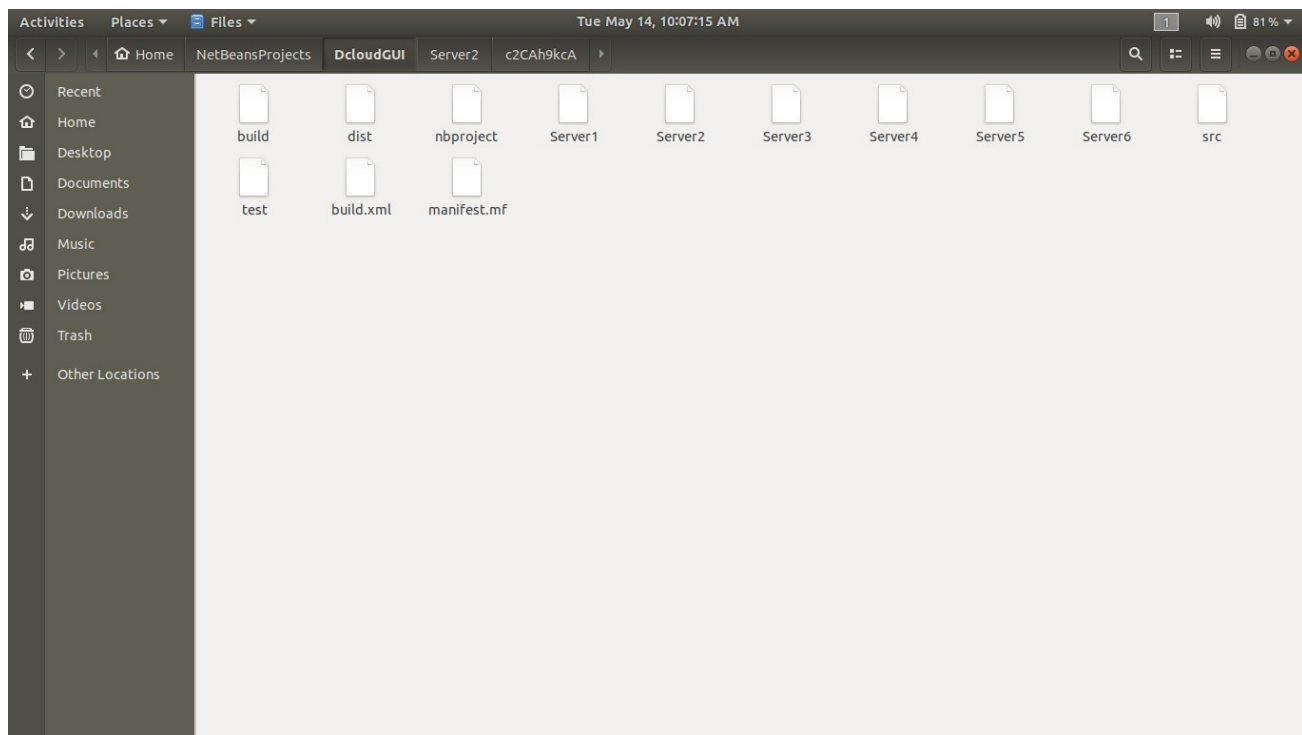 Activities Places Files Tue May 14, 10:07:15 AM 1 81%
Home NetBeansProjects DcloudGUI Server2 c2CAh9kcA
Recent
Home
Desktop
Documents
Downloads
Music
Pictures
Videos
Trash
+ Other Locations
build dist nbproject Server1 Server2 Server3 Server4 Server5 Server6 src
test build.xml manifest.mf